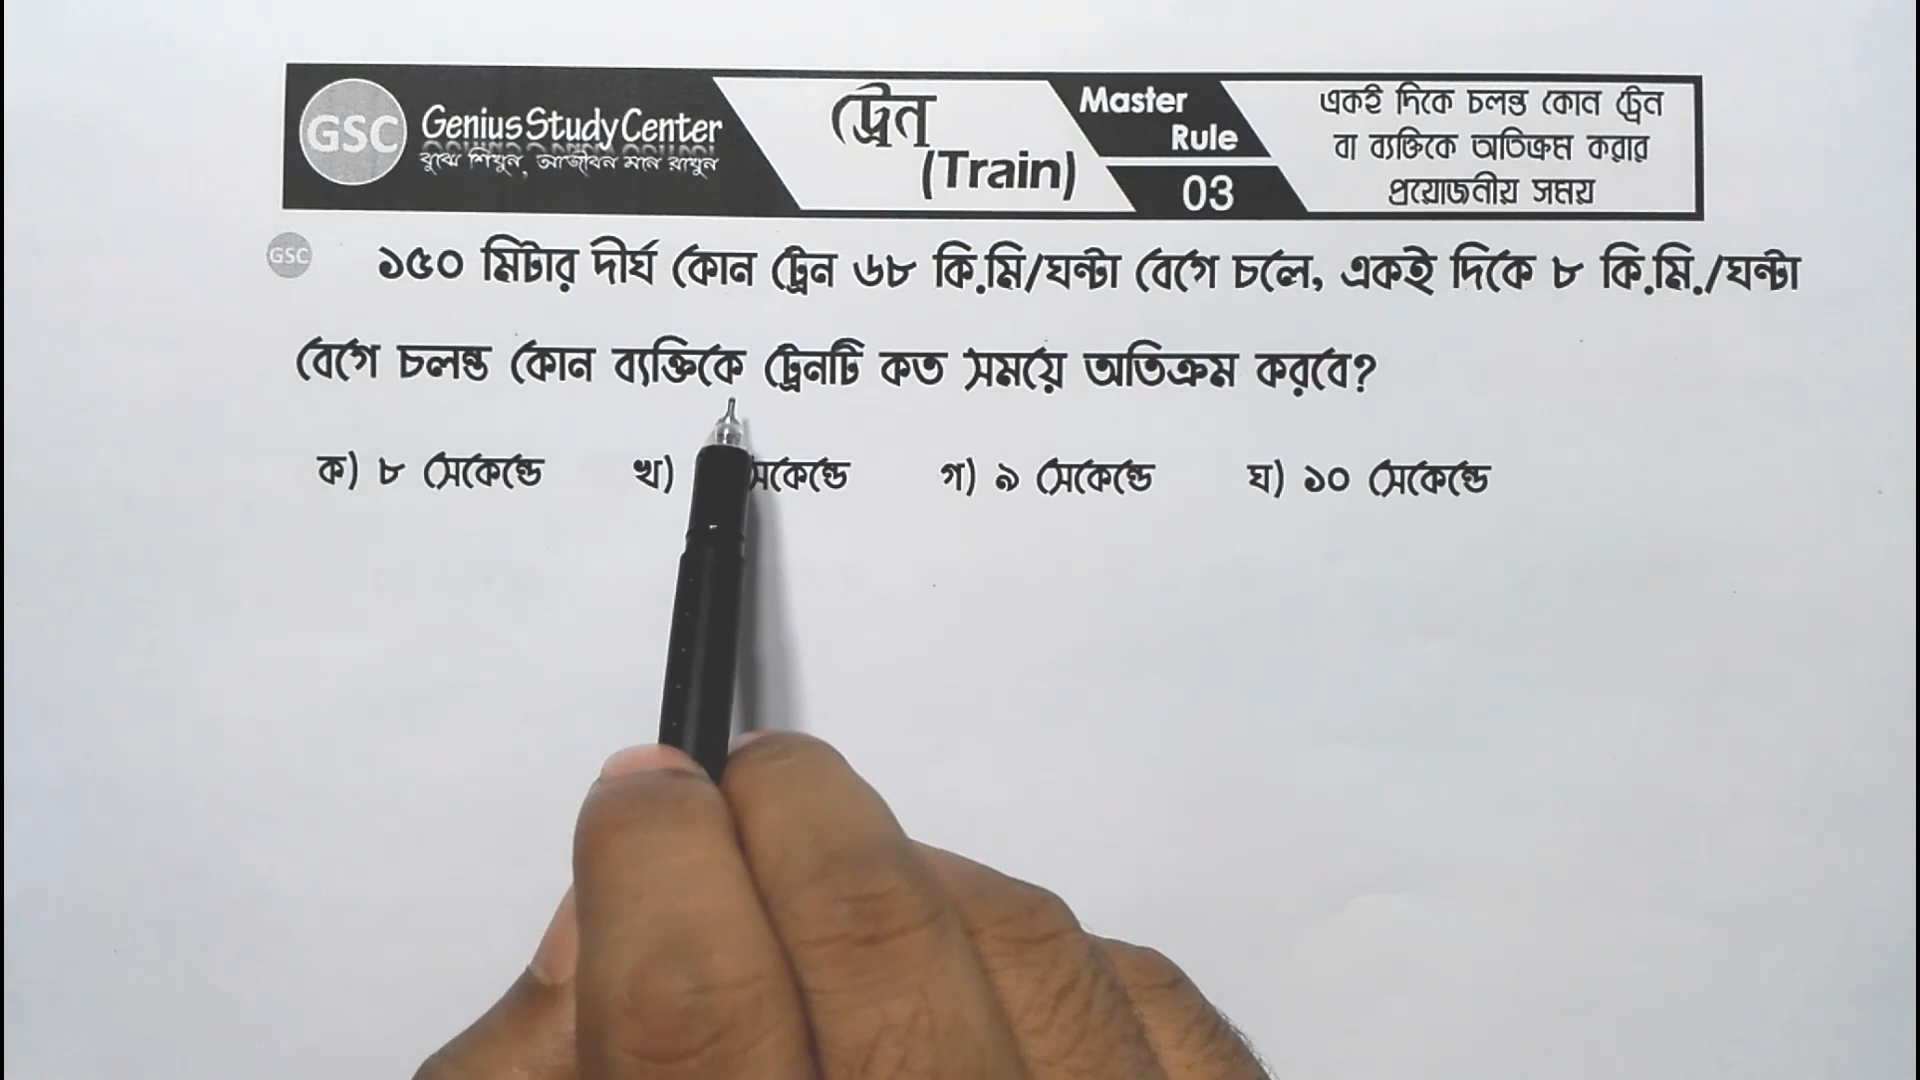 GSC
Genius Study Center
বুঝে শিখুন, আজীবন মনে রাখুন
ট্রেন
(Train)
Master
Rule
03
একই দিকে চলন্ত কোন ট্রেন
বা ব্যক্তিকে অতিক্রম করার
প্রয়োজনীয় সময়
GSC
১৫০ মিটার দীর্ঘ কোন ট্রেন ৬৮ কি.মি/ঘন্টা বেগে চলে, একই দিকে ৮ কি.মি./ঘন্টা
বেগে চলন্ত কোন ব্যক্তিকে ট্রেনটি কত সময়ে অতিক্রম করবে?
ক) ৮ সেকেন্ডে খ) সেকেন্ডে গ) ৯ সেকেন্ডে ঘ) ১০ সেকেন্ডে